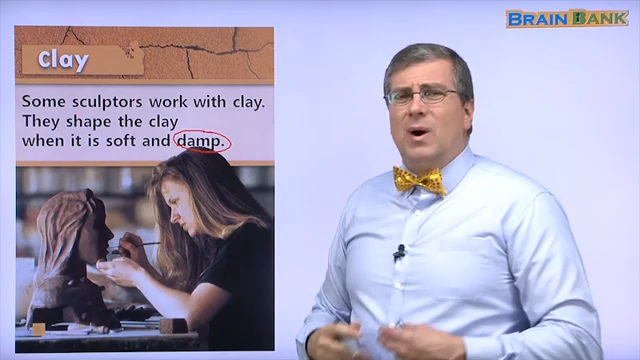 BRAIN BANK
Clay
Some sculptors work with clay.
They shape the clay
when it is soft and damp.